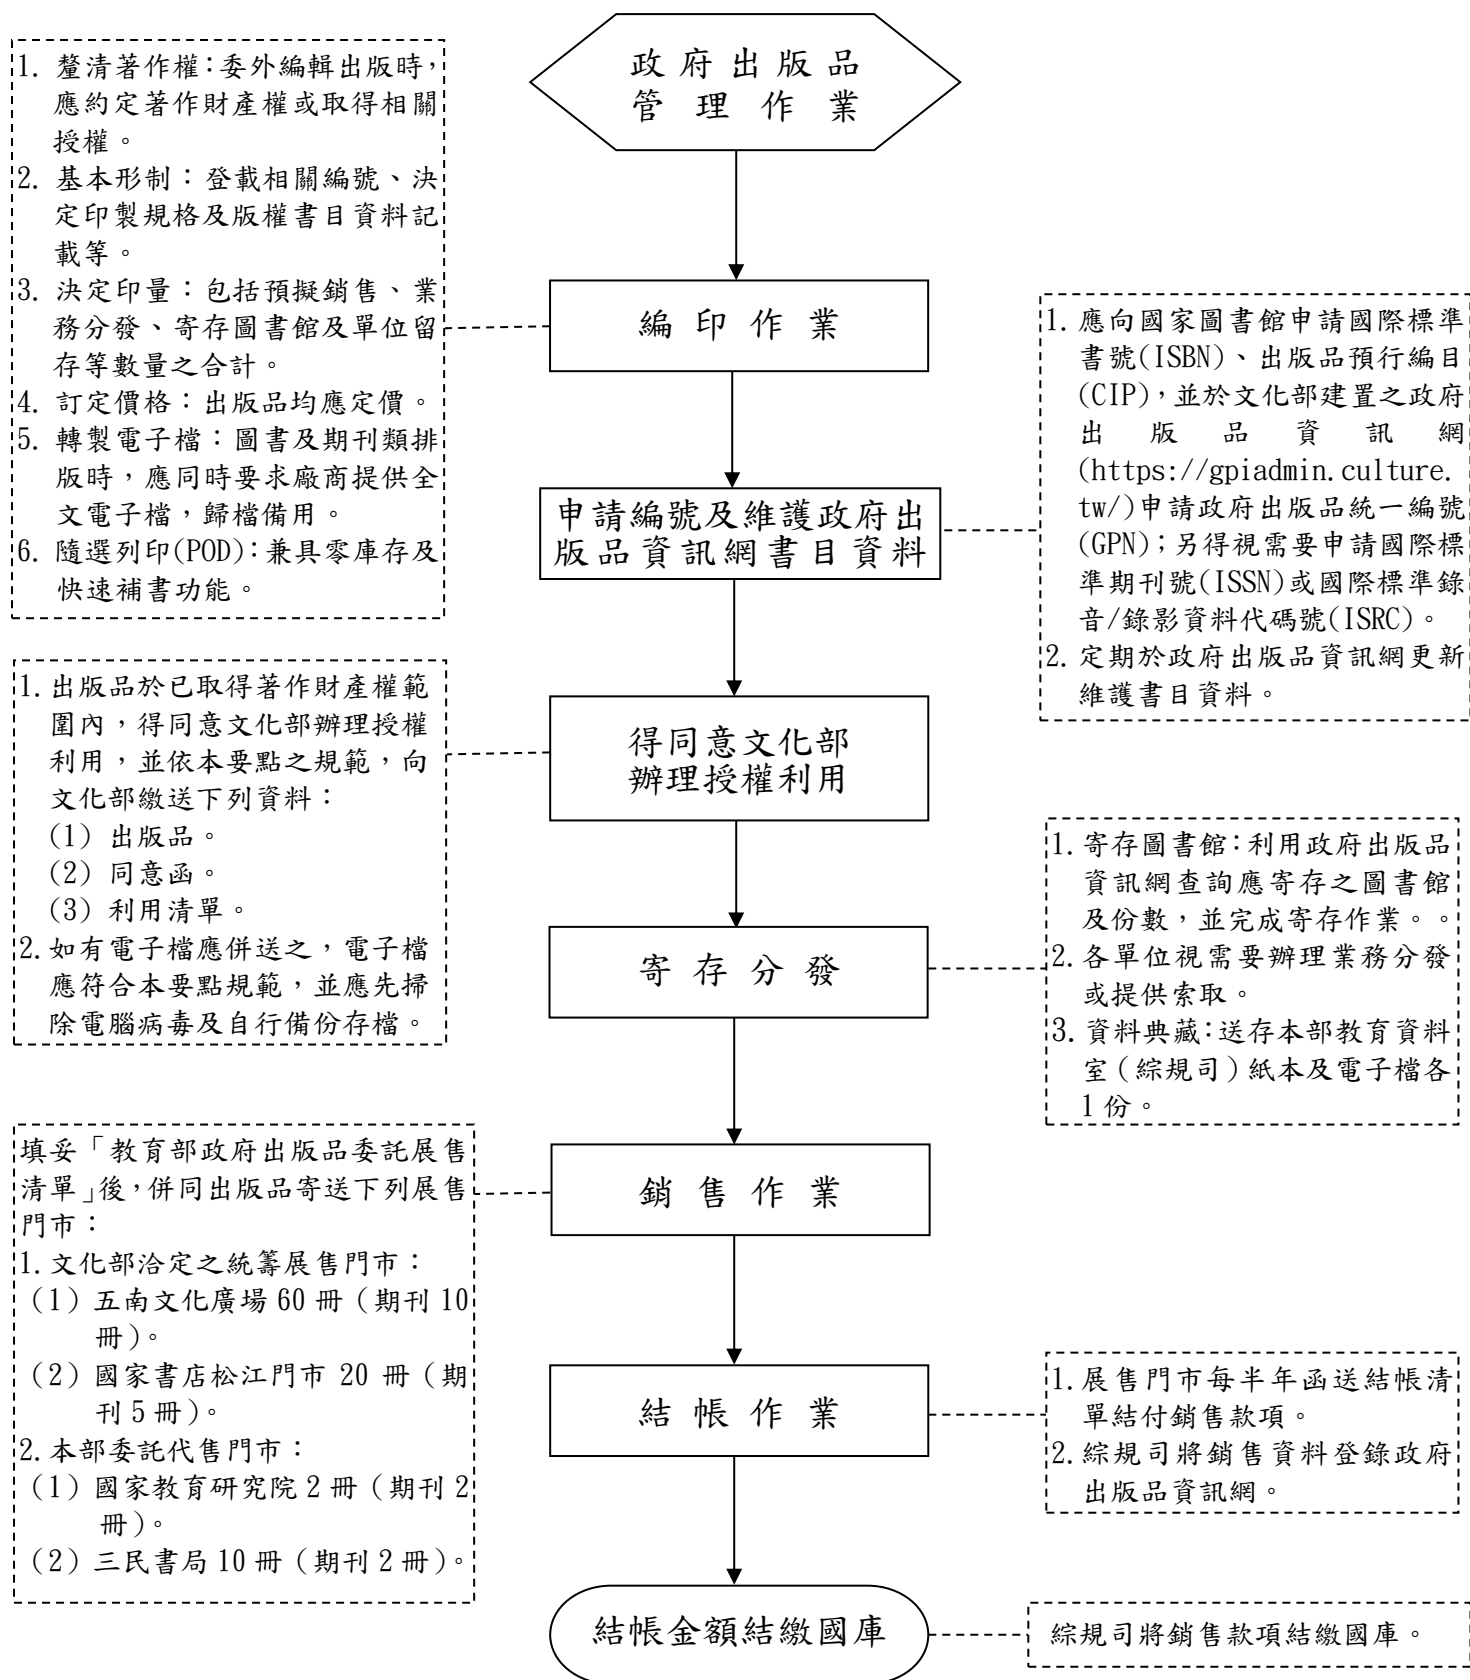 政府出版品
管理作業
1. 釐清著作權：委外編輯出版時，
應約定著作財產權或取得相關
授權。
2. 基本形制：登載相關編號、決
定印製規格及版權書目資料記
載等。
3. 決定印量：包括預擬銷售、業
務分發、寄存圖書館及單位留
存等數量之合計。
4. 訂定價格：出版品均應定價。
5. 轉製電子檔：圖書及期刊類排
版時，應同時要求廠商提供全
文電子檔，歸檔備用。
6. 隨選列印(POD)：兼具零庫存及
快速補書功能。
編印作業
1. 應向國家圖書館申請國際標準
書號(ISBN)、出版品預行編目
(CIP)，並於文化部建置之政府
出版品資訊網
(https://gpiadmin.culture.
tw/)申請政府出版品統一編號
(GPN)；另得視需要申請國際標
準期刊號(ISSN)或國際標準錄
音/錄影資料代碼號(ISRC)。
2. 定期於政府出版品資訊網更新
維護書目資料。
申請編號及維護政府出
版品資訊網書目資料
1. 出版品於已取得著作財產權範
圍內，得同意文化部辦理授權
利用，並依本要點之規範，向
文化部繳送下列資料：
(1) 出版品。
(2) 同意函。
(3) 利用清單。
2. 如有電子檔應併送之，電子檔
應符合本要點規範，並應先掃
除電腦病毒及自行備份存檔。
得同意文化部
辦理授權利用
1. 寄存圖書館：利用政府出版品
資訊網查詢應寄存之圖書館
及份數，並完成寄存作業。。
2. 各單位視需要辦理業務分發
或提供索取。
3. 資料典藏：送存本部教育資料
室（綜規司）紙本及電子檔各
1 份。
寄存分發
填妥「教育部政府出版品委託展售
清單」後，併同出版品寄送下列展售
門市：
1. 文化部洽定之統籌展售門市：
（1）五南文化廣場 60 冊（期刊 10
冊）。
（2）國家書店松江門市 20 冊（期
刊 5 冊）。
2. 本部委託代售門市：
（1）國家教育研究院 2 冊（期刊 2
冊）。
（2）三民書局 10 冊（期刊 2 冊）。
銷售作業
結帳作業
1. 展售門市每半年函送結帳清
單結付銷售款項。
2. 綜規司將銷售資料登錄政府
出版品資訊網。
結帳金額結繳國庫
綜規司將銷售款項結繳國庫。